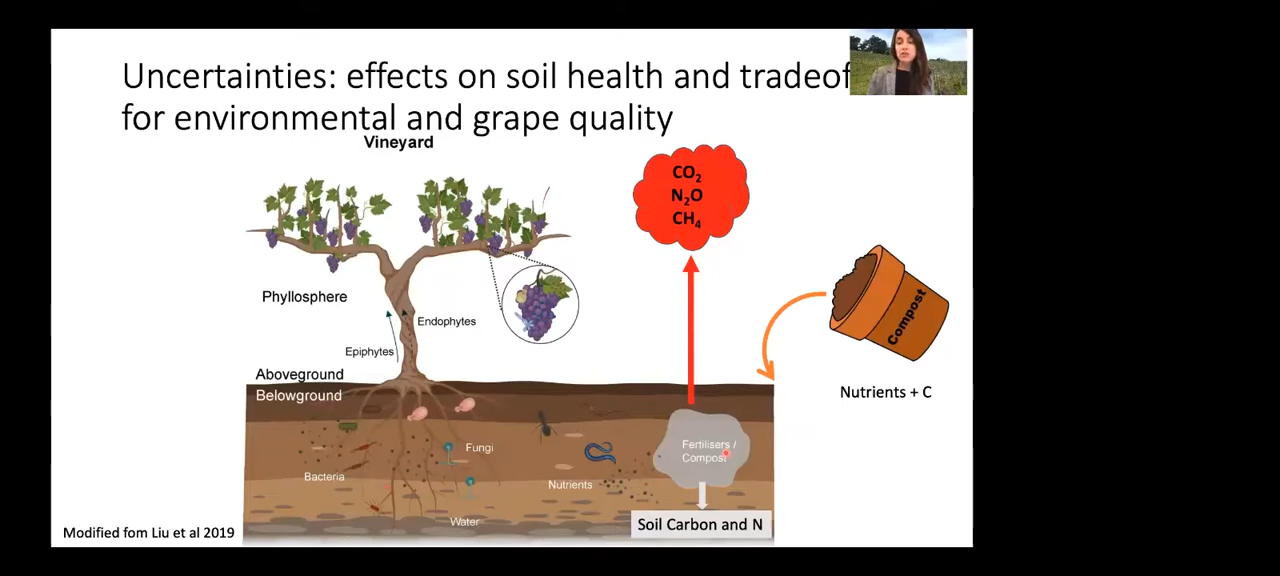 Uncertainties: effects on soil health and tradeof
for environmental and grape quality
Vineyard
CO₂
N₂O
CH₄
Compost
Phyllosphere
Endophytes
Epiphytes
Aboveground
Belowground
Nutrients + C
Fertilisers /
Compost
Fungi
Bacteria
Nutrients
Water
Soil Carbon and N
Modified fom Liu et al 2019